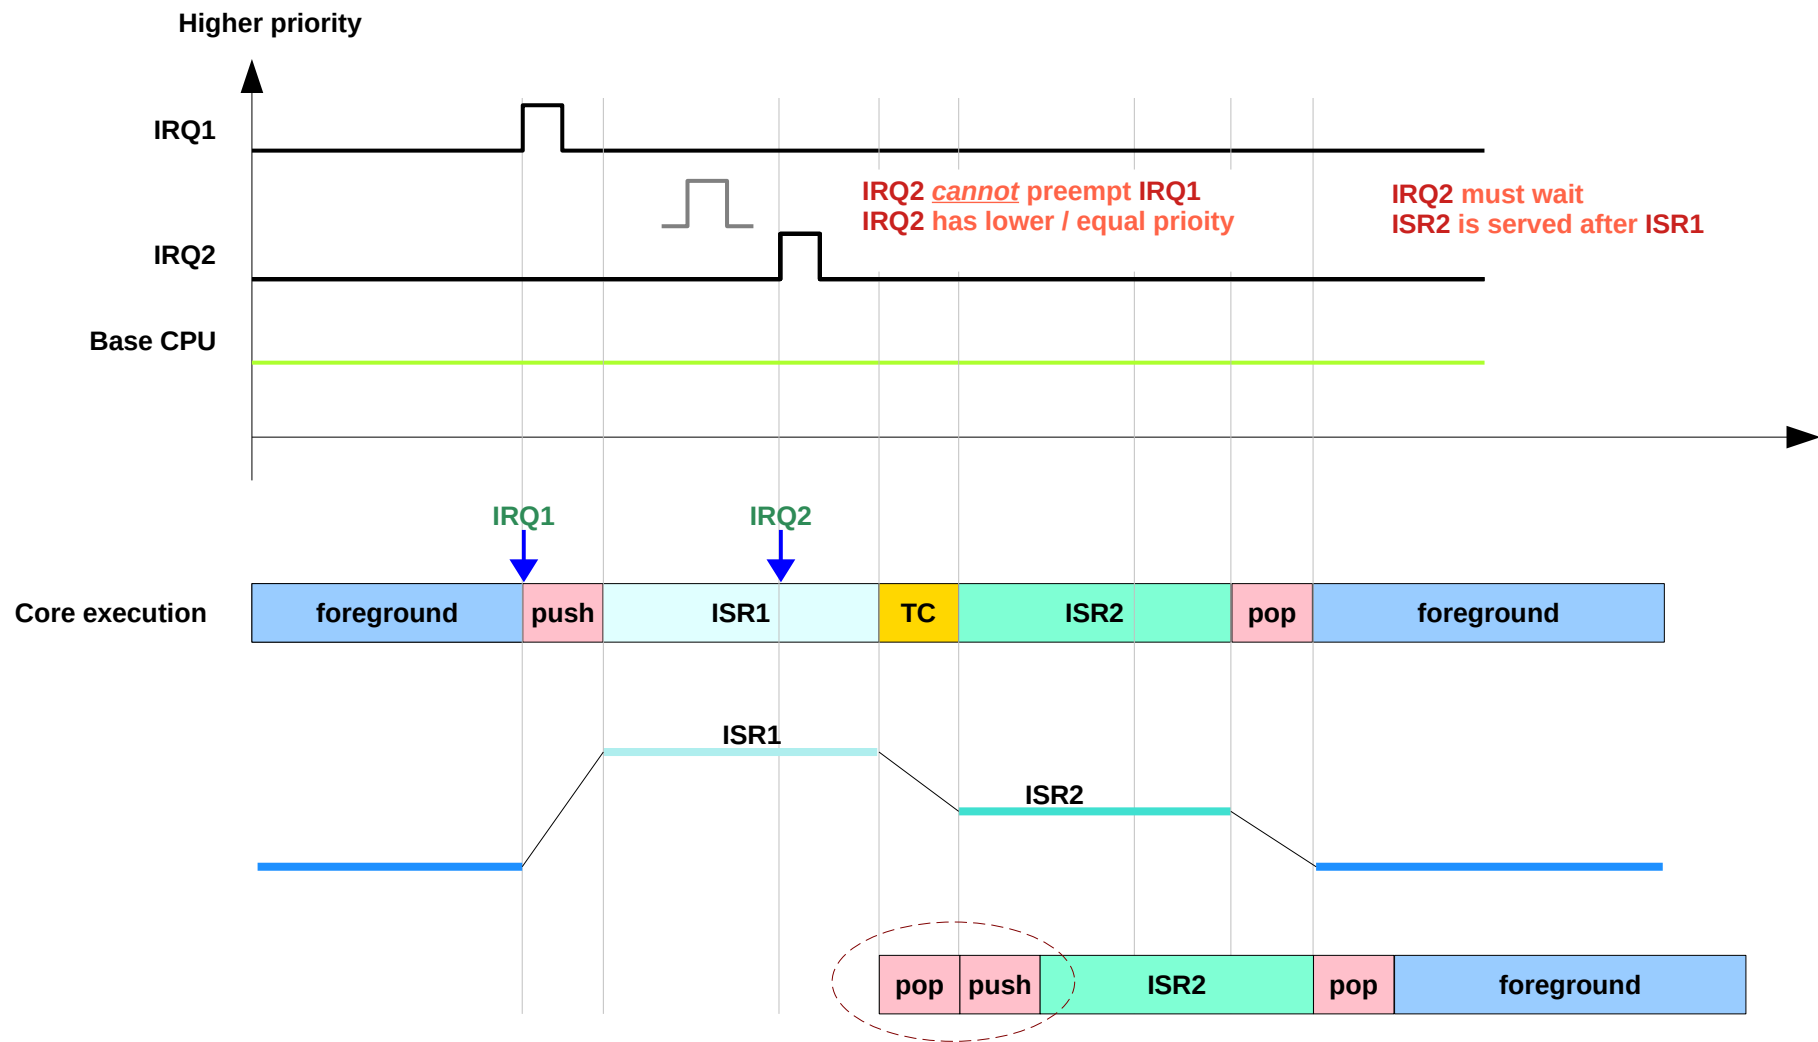 Higher priority
IRQ1
IRQ2 cannot preempt IRQ1
IRQ2 has lower / equal prioity
IRQ2 must wait
ISR2 is served after ISR1
IRQ2
Base CPU
IRQ1
IRQ2
Core execution
foreground
push
ISR1
TC
ISR2
pop
foreground
ISR1
ISR2
pop
push
ISR2
pop
foreground